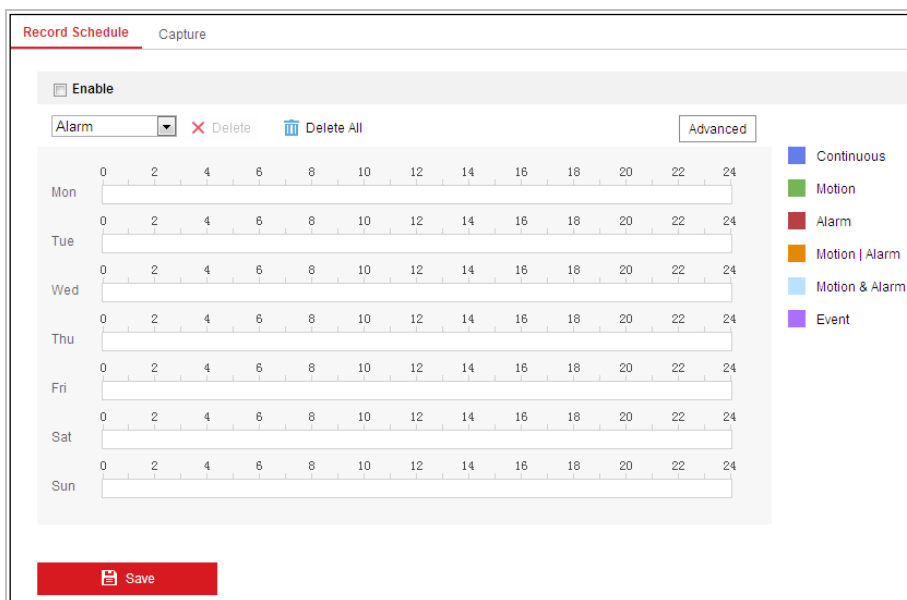 Record Schedule Capture
Enable
Alarm Delete Delete All Advanced
0 2 4 6 8 10 12 14 16 18 20 22 24
Mon
0 2 4 6 8 10 12 14 16 18 20 22 24
Tue
0 2 4 6 8 10 12 14 16 18 20 22 24
Wed
0 2 4 6 8 10 12 14 16 18 20 22 24
Thu
0 2 4 6 8 10 12 14 16 18 20 22 24
Fri
0 2 4 6 8 10 12 14 16 18 20 22 24
Sat
0 2 4 6 8 10 12 14 16 18 20 22 24
Sun
Continuous
Motion
Alarm
Motion | Alarm
Motion & Alarm
Event
Save